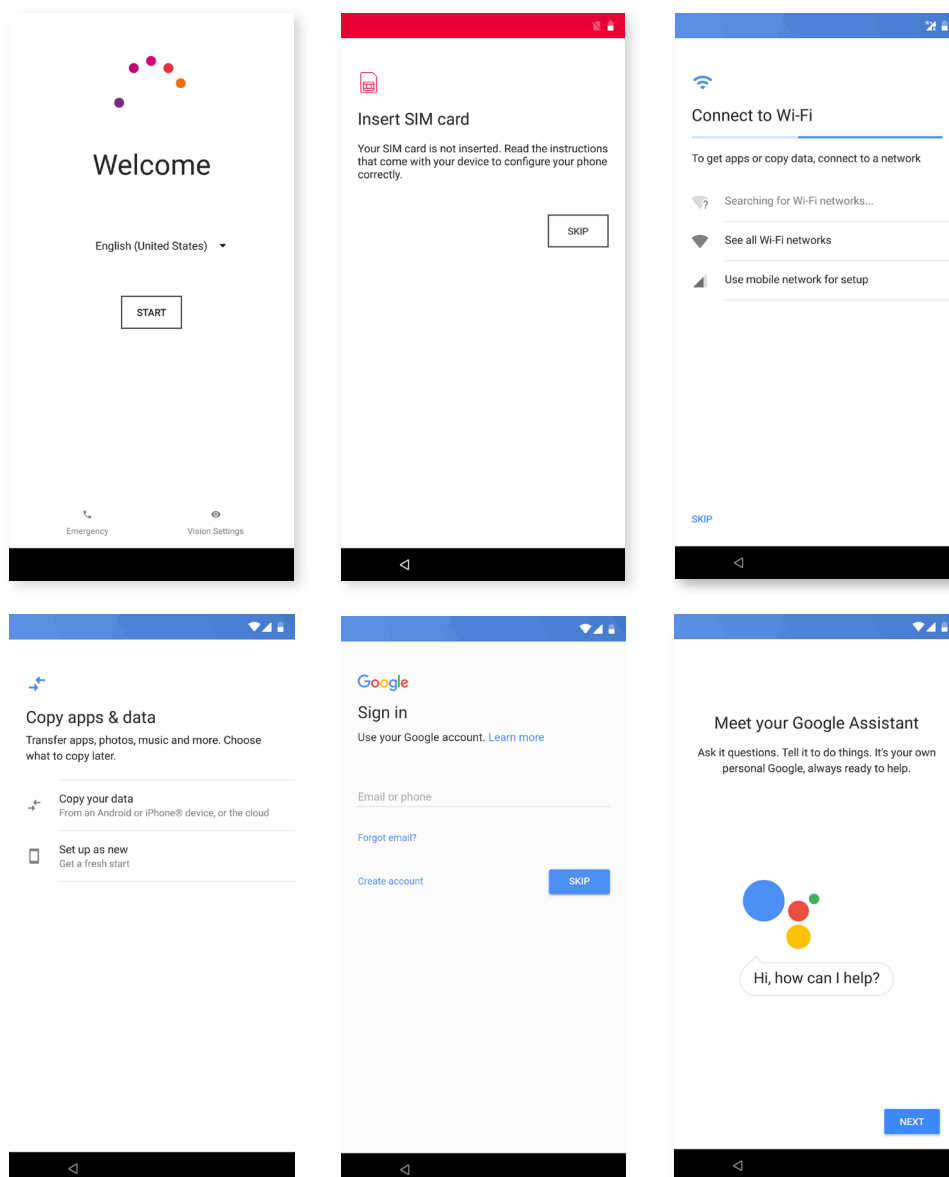 Welcome
English (United States)
START
Emergency
Vision Settings
Insert SIM card
Your SIM card is not inserted. Read the instructions
that come with your device to configure your phone
correctly.
SKIP
Connect to Wi-Fi
To get apps or copy data, connect to a network
Searching for Wi-Fi networks...
See all Wi-Fi networks
Use mobile network for setup
SKIP
Copy apps & data
Transfer apps, photos, music and more. Choose
what to copy later.
Copy your data
From an Android or iPhone® device, or the cloud
Set up as new
Get a fresh start
Google
Sign in
Use your Google account. Learn more
Email or phone
Forgot email?
Create account
SKIP
Meet your Google Assistant
Ask it questions. Tell it to do things. It's your own
personal Google, always ready to help.
Hi, how can I help?
NEXT